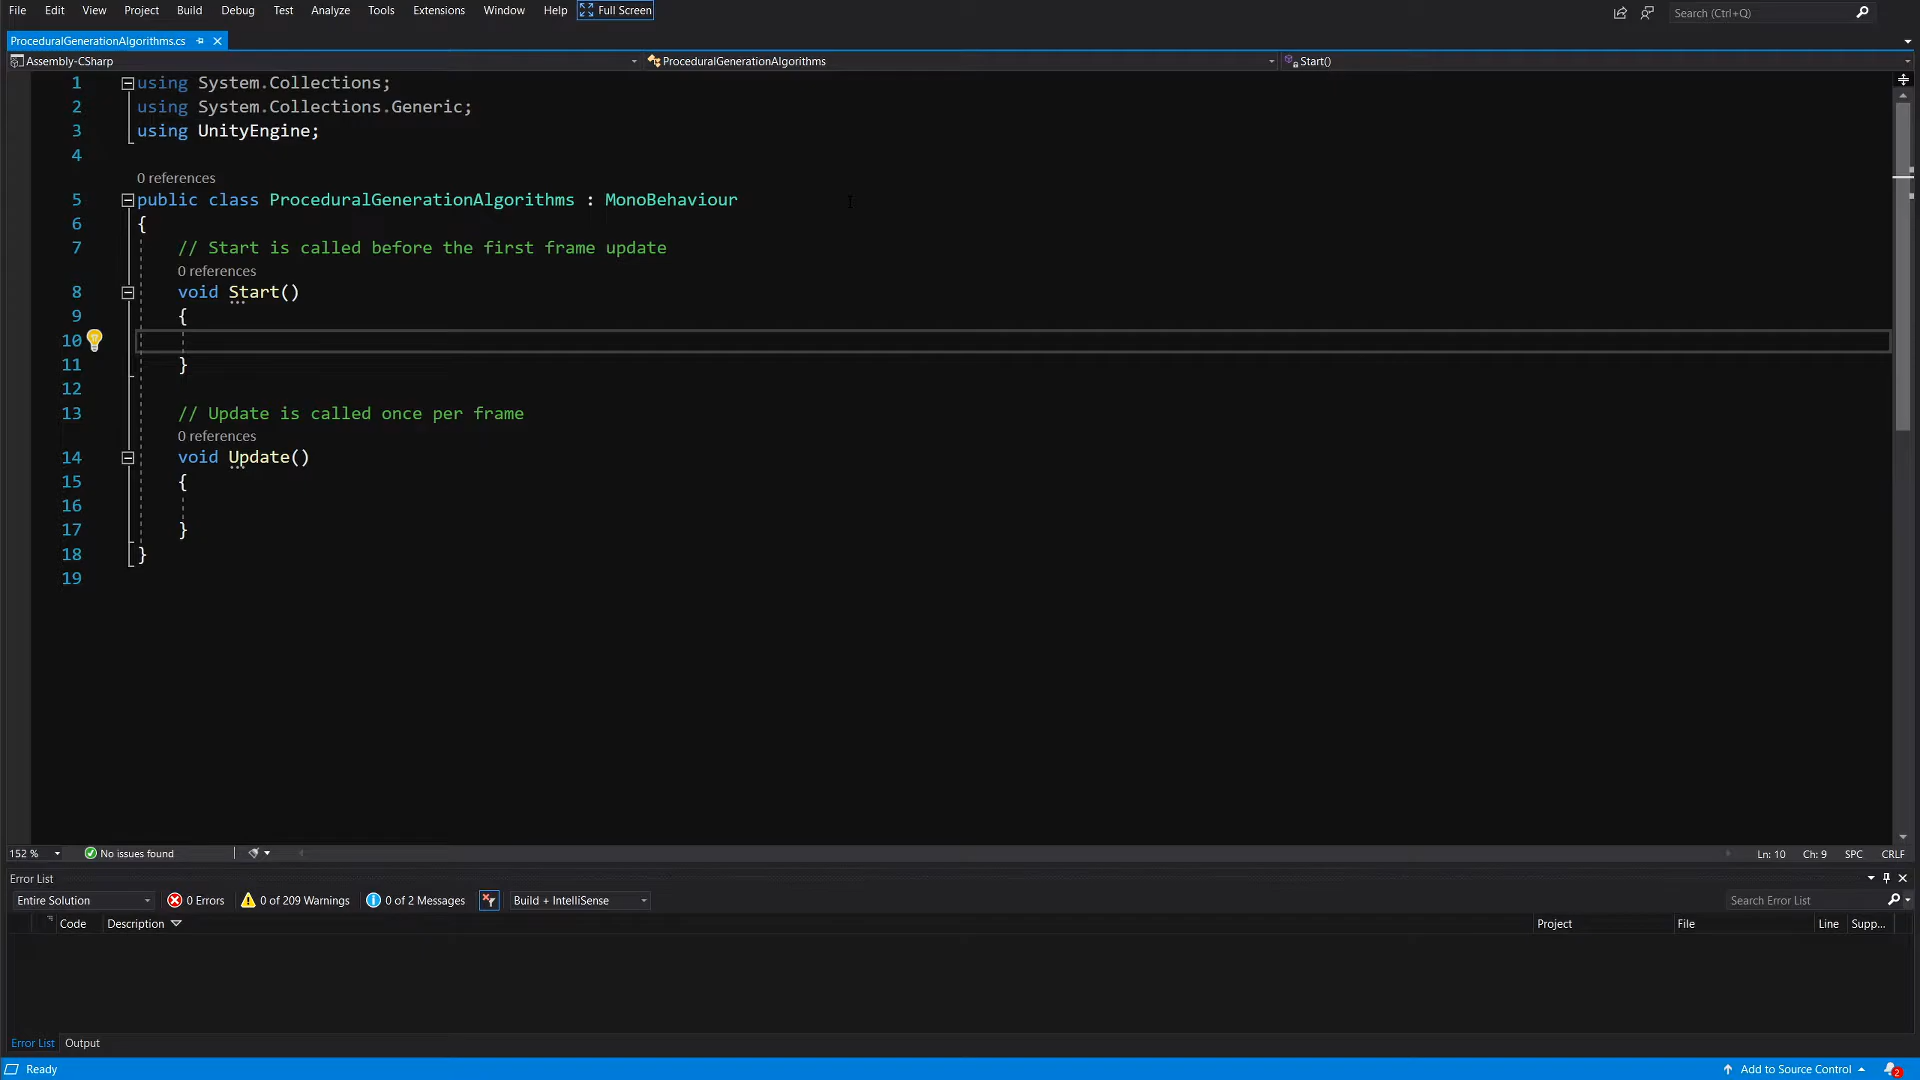 File Edit View Project Build Debug Test Analyze Tools Extensions Window Help Full Screen Search (Ctrl+Q)
ProceduralGenerationAlgorithms.cs
Assembly-CSharp ProceduralGenerationAlgorithms Start()
1 using System.Collections;
2 using System.Collections.Generic;
3 using UnityEngine;
4
0 references
5 public class ProceduralGenerationAlgorithms : MonoBehaviour
6 {
7 // Start is called before the first frame update
0 references
8 void Start()
9 {
10
11 }
12
13 // Update is called once per frame
0 references
14 void Update()
15 {
16
17 }
18 }
19
152 % No issues found Ln: 10 Ch: 9 SPC CRLF
Error List
Entire Solution 0 Errors 0 of 209 Warnings 0 of 2 Messages Build + IntelliSense Search Error List
Code Description Project File Line Supp...
Error List Output
Ready Add to Source Control 2